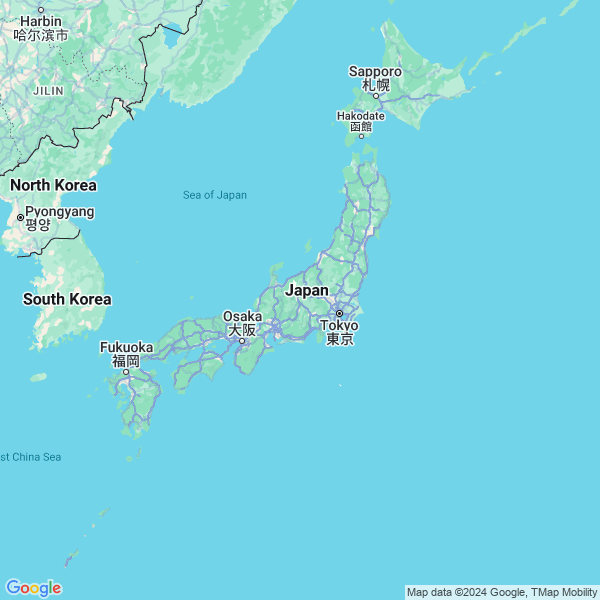 Harbin
哈尔滨市
JILIN
Sapporo
札幌
Hakodate
函館
North Korea
Sea of Japan
Pyongyang
평양
South Korea
Japan
Osaka
大阪
Tokyo
東京
Fukuoka
福岡
st China Sea
Google
Map data ©2024 Google, TMap Mobility